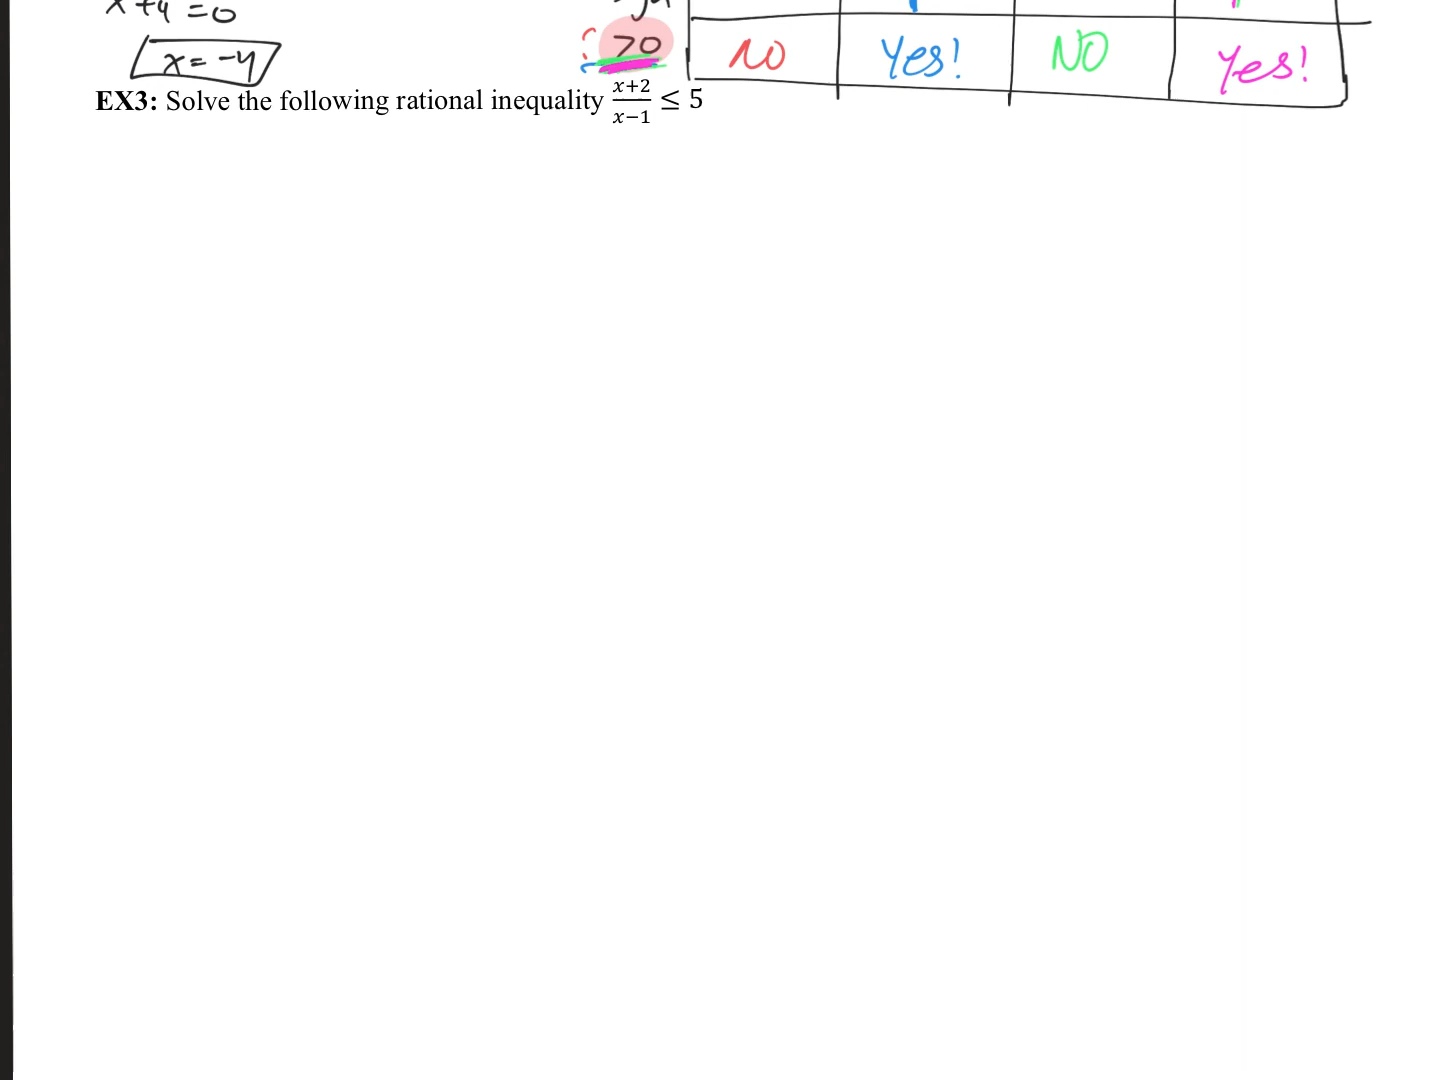 x+4=0
x=-4
>0 NO Yes! NO Yes!
EX3: Solve the following rational inequality x+2/x−1 ≤ 5